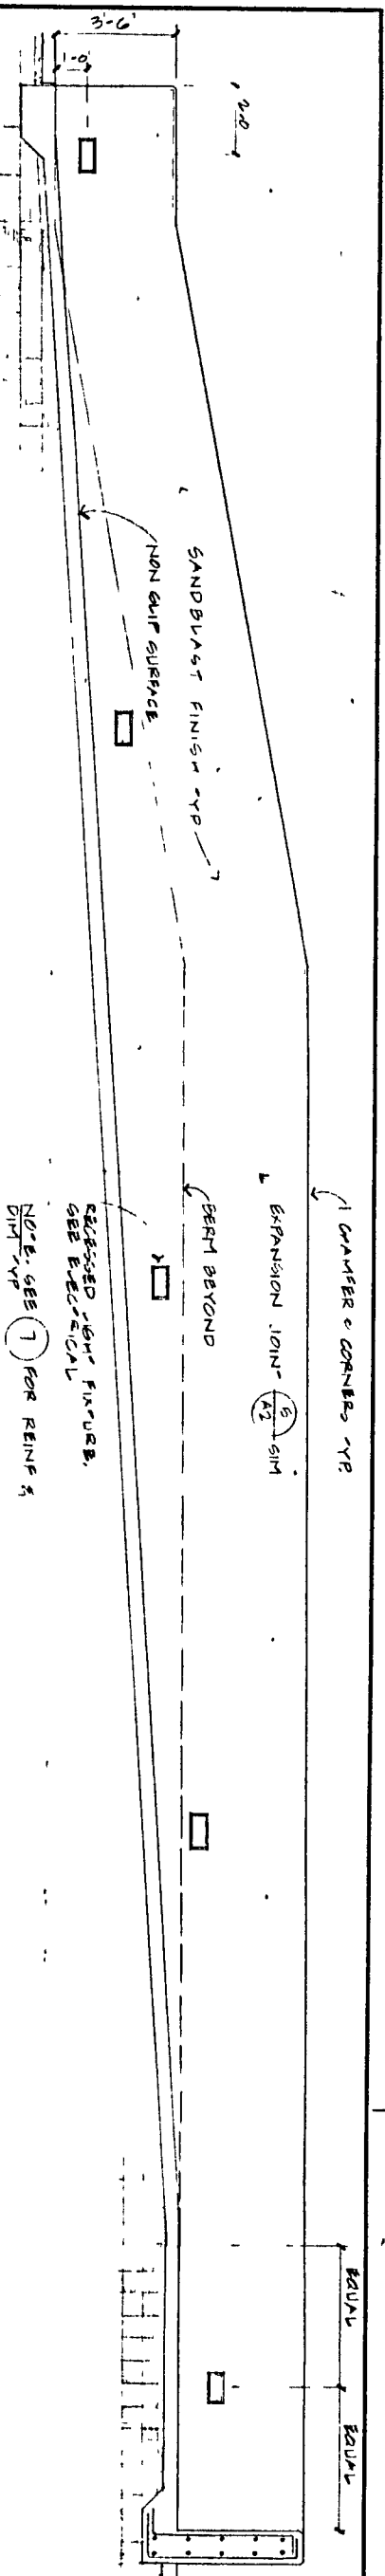 3'-6"
1'-0"
2'-0
SANDBLAST FINISH TYP
NON SLIP SURFACE
1 CHAMFER @ CORNERS TYP.
EXPANSION JOINT
A2
SIM
BERM BEYOND
RECESSED LIGHT FIXTURE.
SEE ELECTRICAL
NOTE: SEE 7 FOR REINF &
DIM TYP
EQUAL
EQUAL